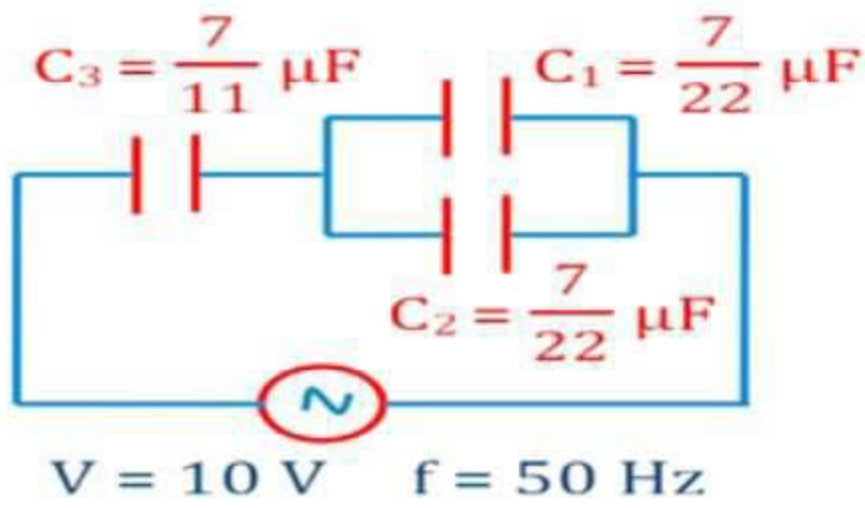 C₃ = 7/11 μF
C₁ = 7/22 μF
C₂ = 7/22 μF
V = 10 V f = 50 Hz